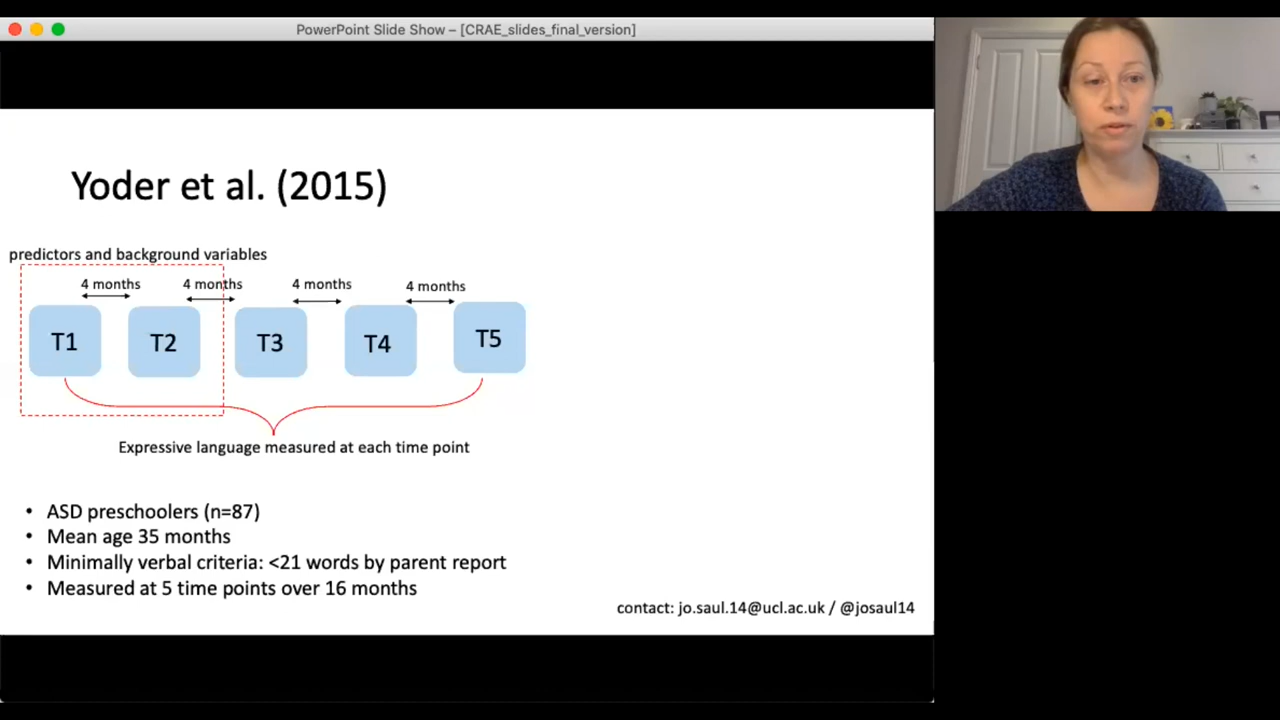 PowerPoint Slide Show – [CRAE_slides_final_version]
Yoder et al. (2015)
predictors and background variables
4 months
4 months
4 months
4 months
T1
T2
T3
T4
T5
Expressive language measured at each time point
• ASD preschoolers (n=87)
• Mean age 35 months
• Minimally verbal criteria: <21 words by parent report
• Measured at 5 time points over 16 months
contact: jo.saul.14@ucl.ac.uk / @josaul14